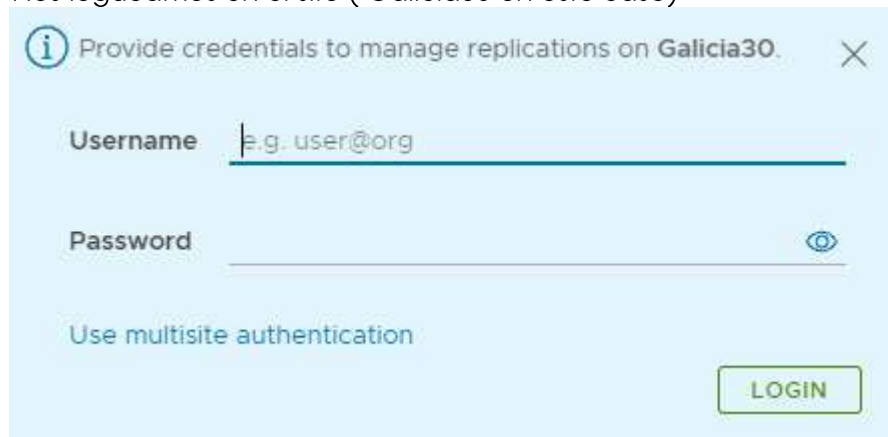 Provide credentials to manage replications on Galicia30.
Username e.g. user@org
Password
Use multisite authentication
LOGIN